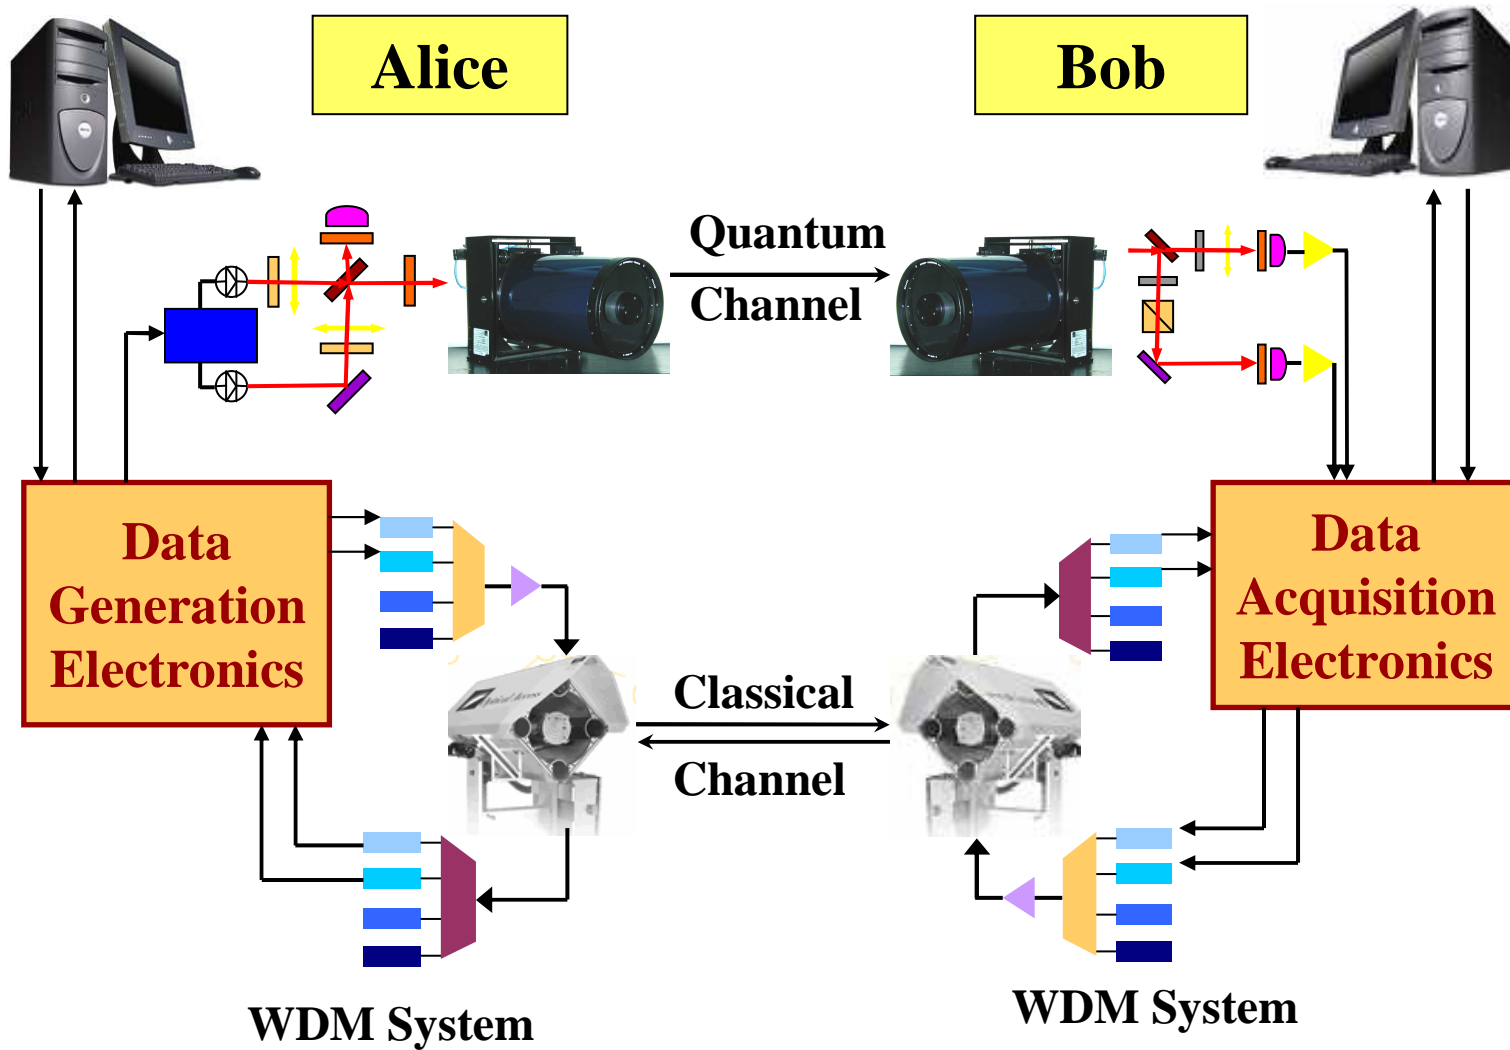 Alice
Bob
Quantum
Channel
Data
Generation
Electronics
Data
Acquisition
Electronics
Classical
Channel
WDM System
WDM System